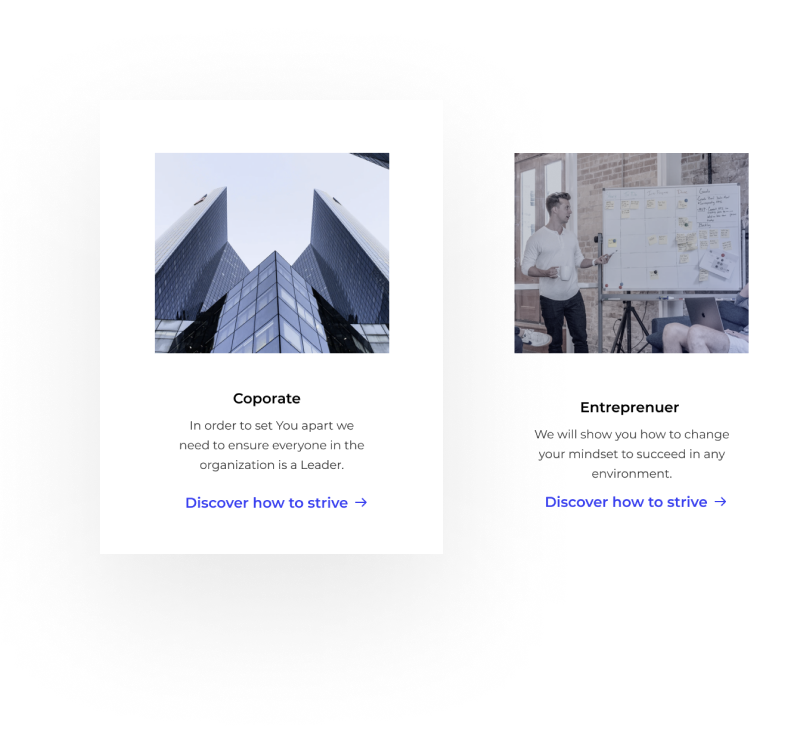 Coporate
In order to set You apart we
need to ensure everyone in the
organization is a Leader.
Discover how to strive →
Entreprenuer
We will show you how to change
your mindset to succeed in any
environment.
Discover how to strive →